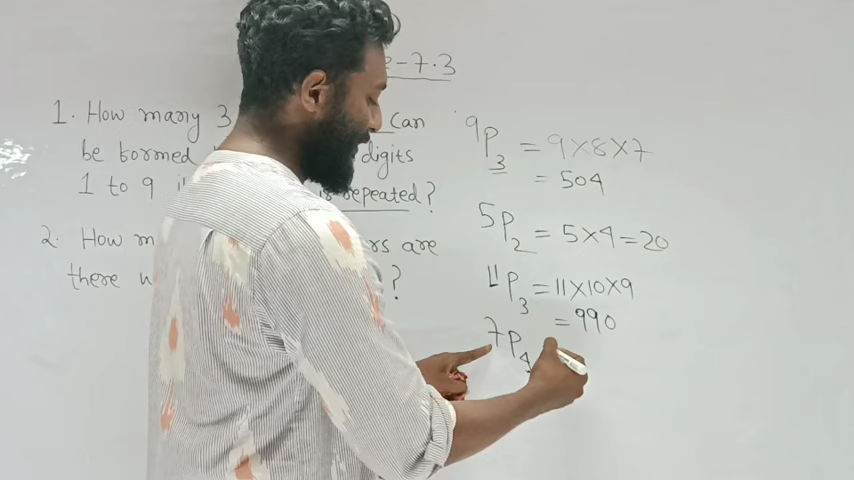 -7.3
1. How many 3 can
be formed digits
1 to 9 is repeated?
2. How m rs are
there w ?
⁹P₃ = 9×8×7
= 504
⁵P₂ = 5×4=20
¹¹P₃ = 11×10×9
= 990
⁷P₄